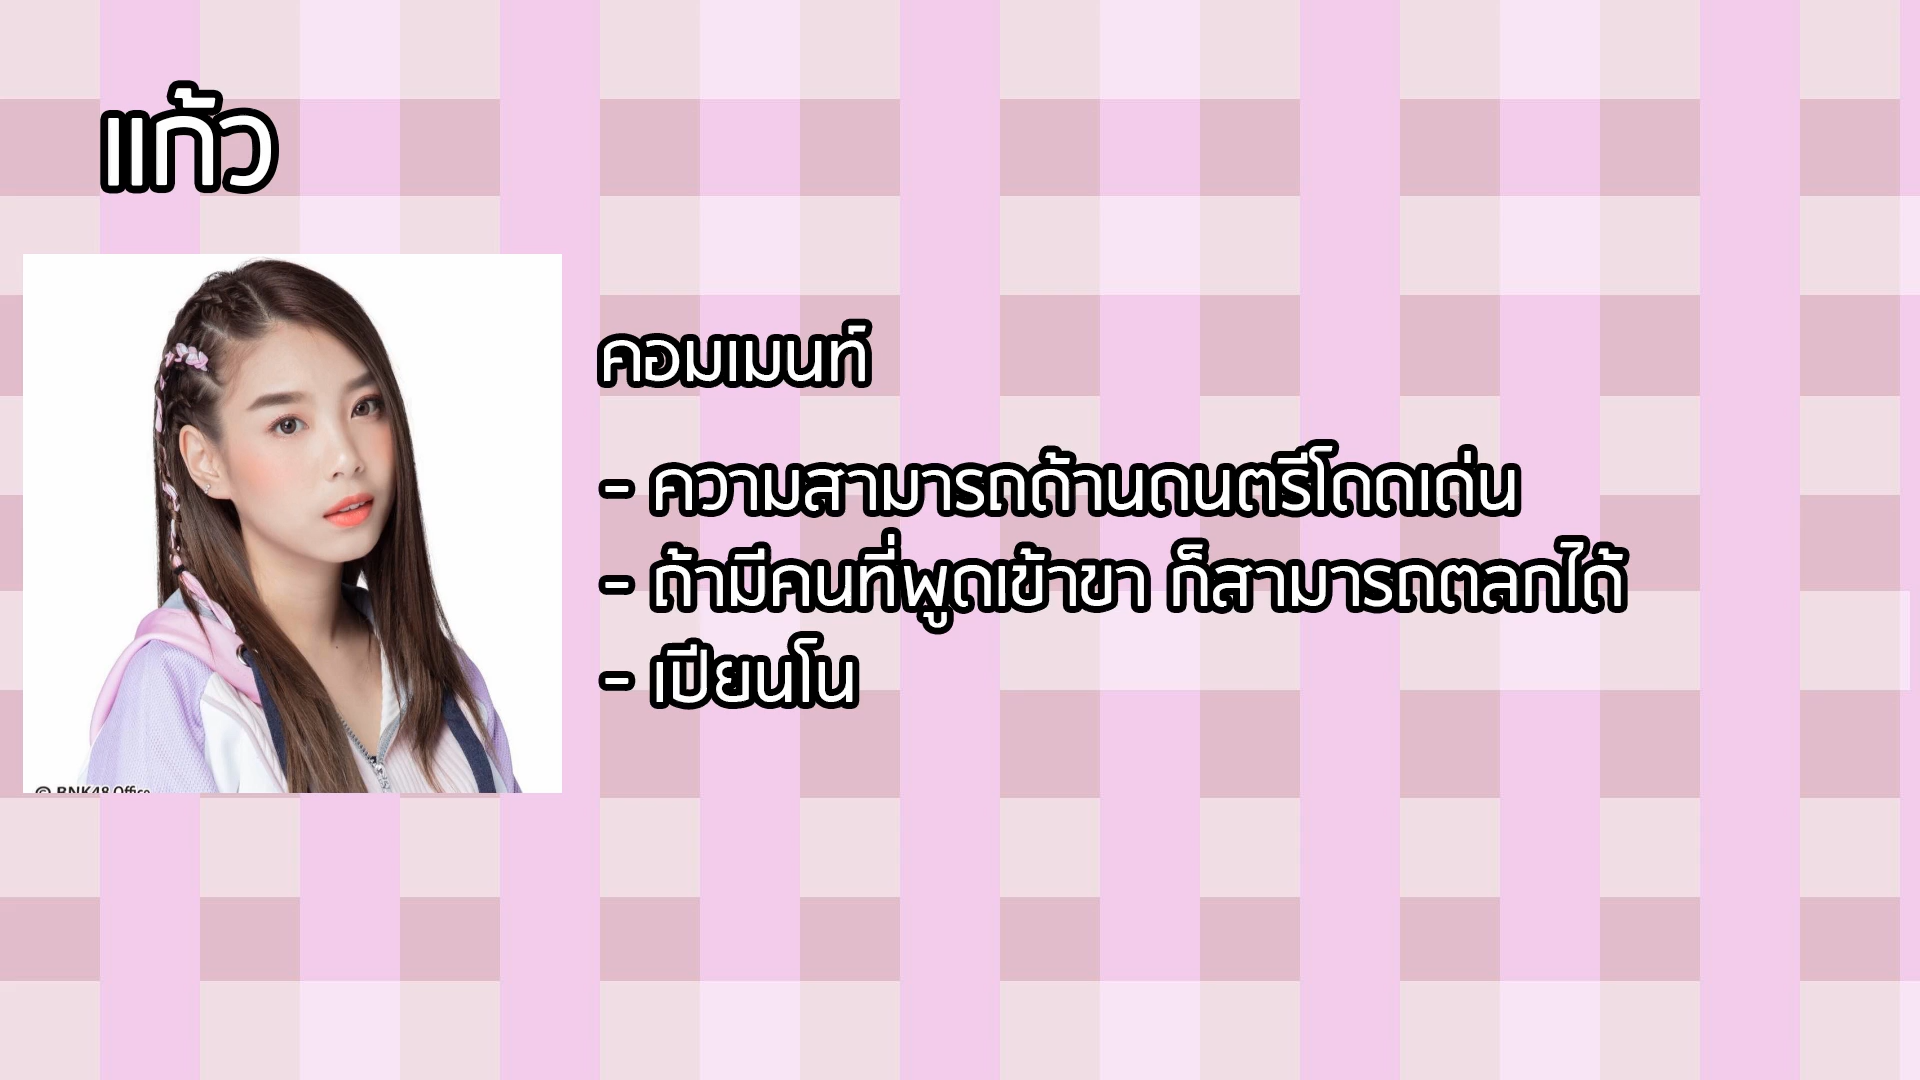 แก้ว
คอมเมนท์
- ความสามารถด้านดนตรีโดดเด่น
- ถ้ามีคนที่พูดเข้าขา ก็สามารถตลกได้
- เปียนโน
© BNK48 Office